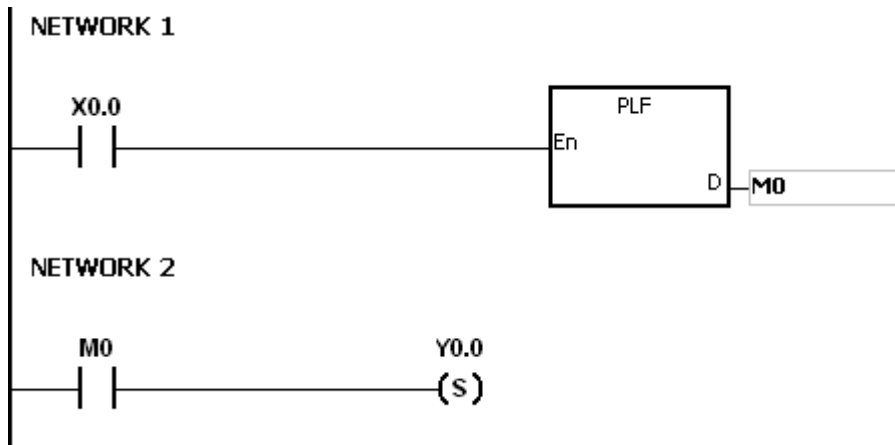 NETWORK 1
X0.0
PLF
En
D
M0
NETWORK 2
M0 Y0.0
(S)